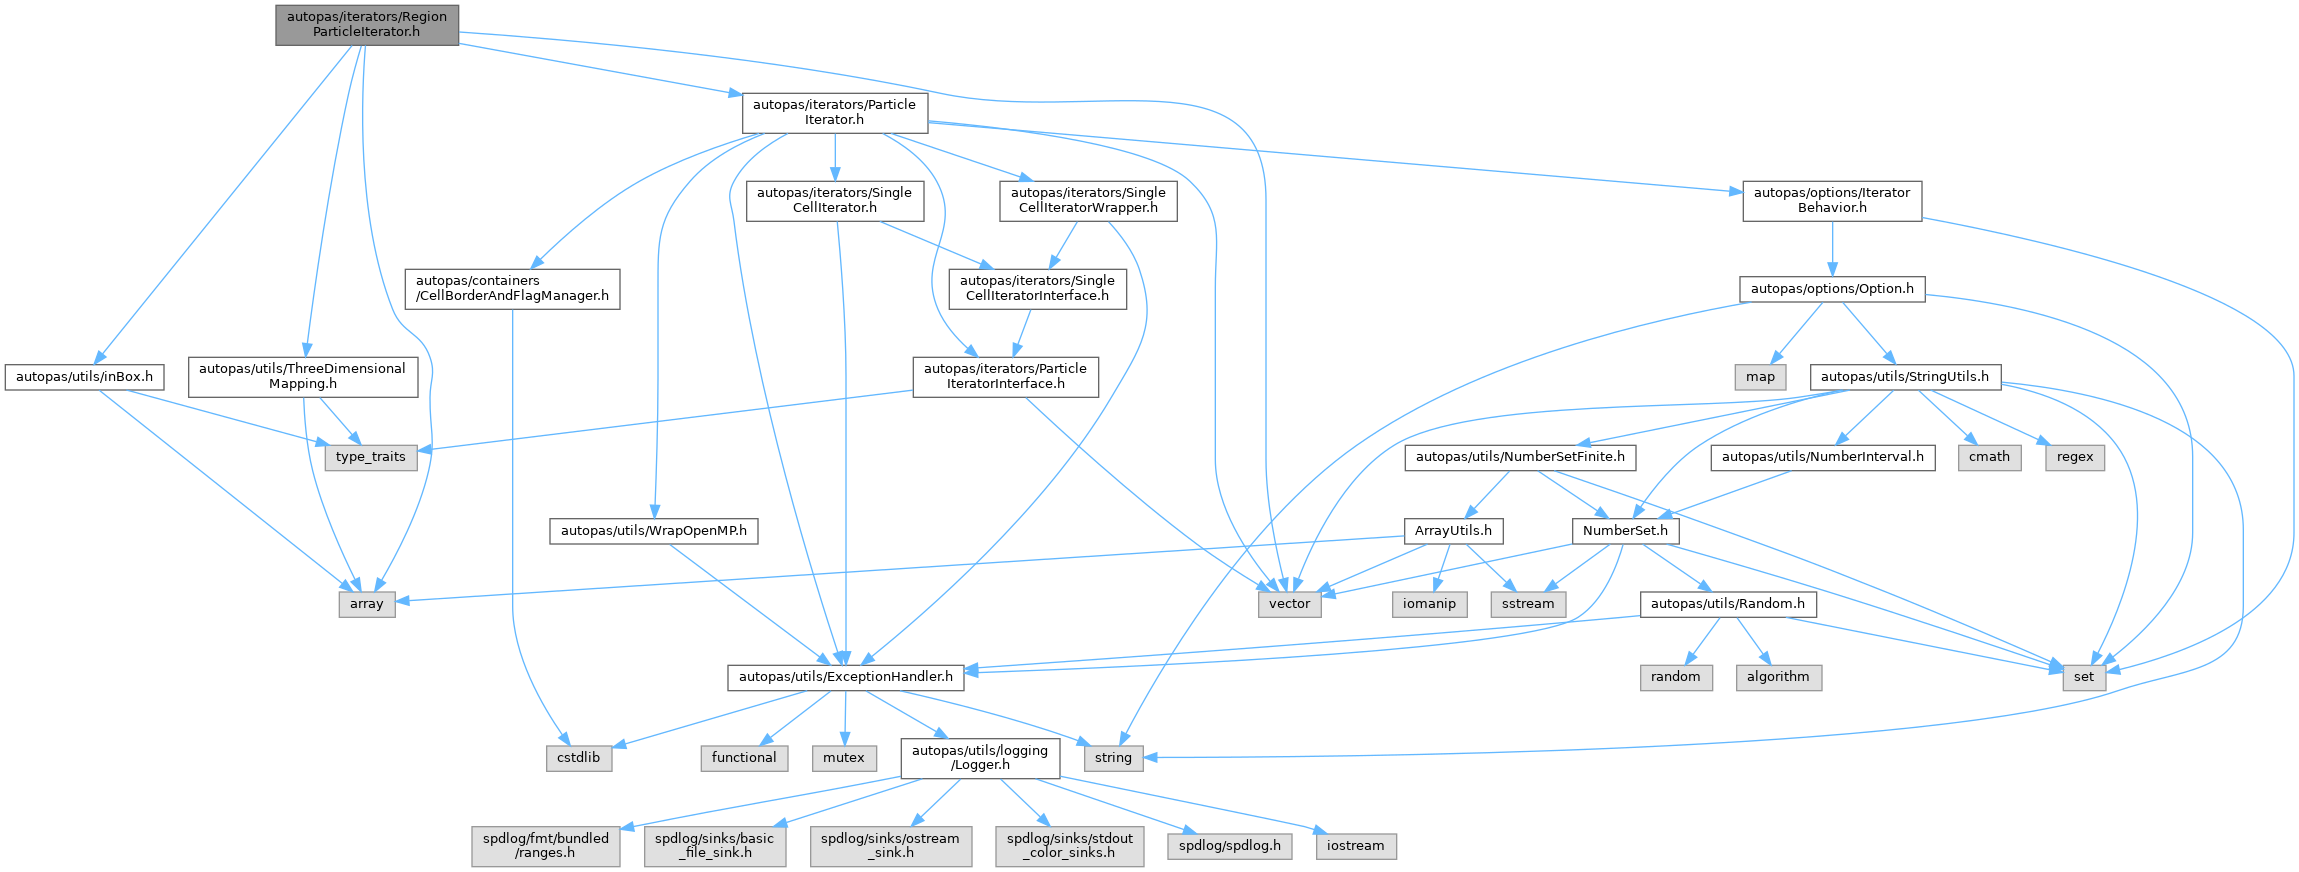 autopas/iterators/Region
ParticleIterator.h
autopas/iterators/Particle
Iterator.h
autopas/iterators/Single
CellIterator.h
autopas/iterators/Single
CellIteratorWrapper.h
autopas/options/Iterator
Behavior.h
autopas/containers
/CellBorderAndFlagManager.h
autopas/iterators/Single
CellIteratorInterface.h
autopas/options/Option.h
autopas/utils/inBox.h
autopas/utils/ThreeDimensional
Mapping.h
autopas/iterators/Particle
IteratorInterface.h
map
autopas/utils/StringUtils.h
type_traits
autopas/utils/NumberSetFinite.h
autopas/utils/NumberInterval.h
cmath
regex
autopas/utils/WrapOpenMP.h
ArrayUtils.h
NumberSet.h
array
vector
iomanip
sstream
autopas/utils/Random.h
autopas/utils/ExceptionHandler.h
random
algorithm
set
cstdlib
functional
mutex
autopas/utils/logging
/Logger.h
string
spdlog/fmt/bundled
/ranges.h
spdlog/sinks/basic
_file_sink.h
spdlog/sinks/ostream
_sink.h
spdlog/sinks/stdout
_color_sinks.h
spdlog/spdlog.h
iostream